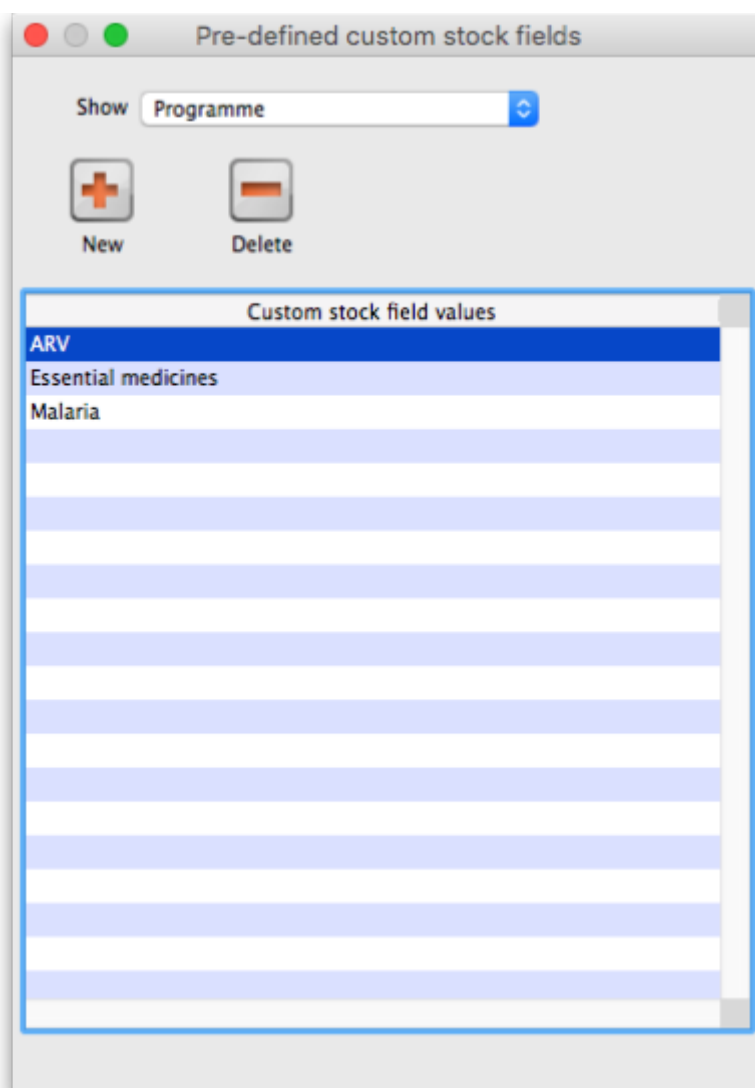 Pre-defined custom stock fields
Show Programme
New Delete
Custom stock field values
ARV
Essential medicines
Malaria